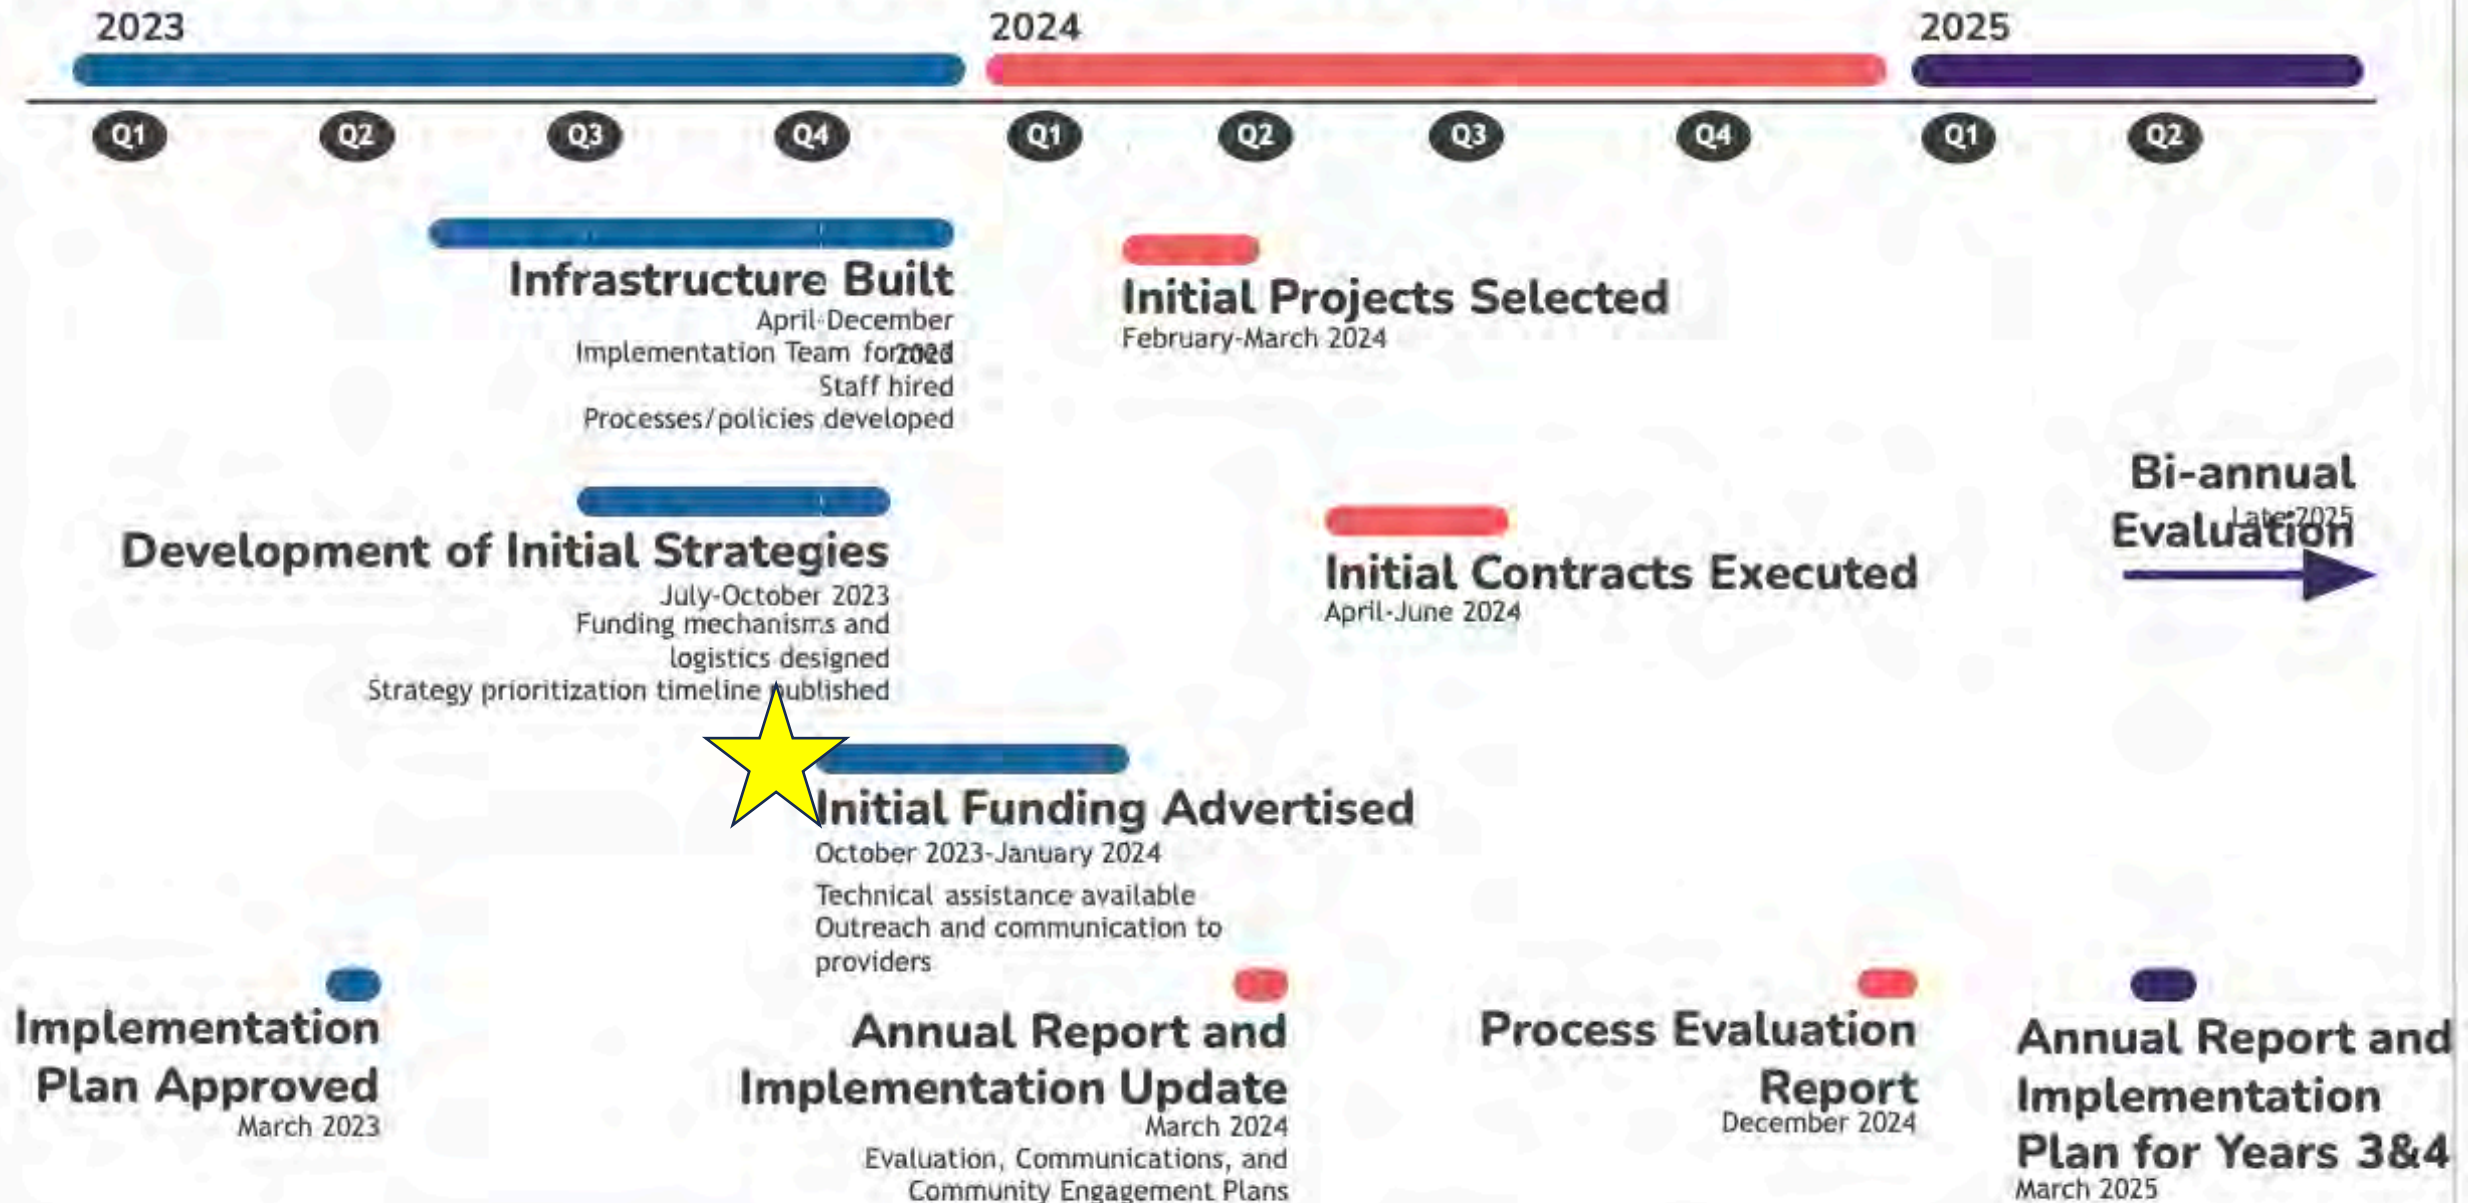 2023
2024
2025
Q1
Q2
Q3
Q4
Q1
Q2
Q3
Q4
Q1
Q2
Infrastructure Built
April-December
2023
Implementation Team formed
Staff hired
Processes/policies developed
Initial Projects Selected
February-March 2024
Development of Initial Strategies
July-October 2023
Funding mechanisms and
logistics designed
Strategy prioritization timeline published
Initial Contracts Executed
April-June 2024
Bi-annual
Evaluation
Late 2025
Initial Funding Advertised
October 2023-January 2024
Technical assistance available
Outreach and communication to
providers
Implementation
Plan Approved
March 2023
Annual Report and
Implementation Update
March 2024
Evaluation, Communications, and
Community Engagement Plans
Process Evaluation
Report
December 2024
Annual Report and
Implementation
Plan for Years 3&4
March 2025